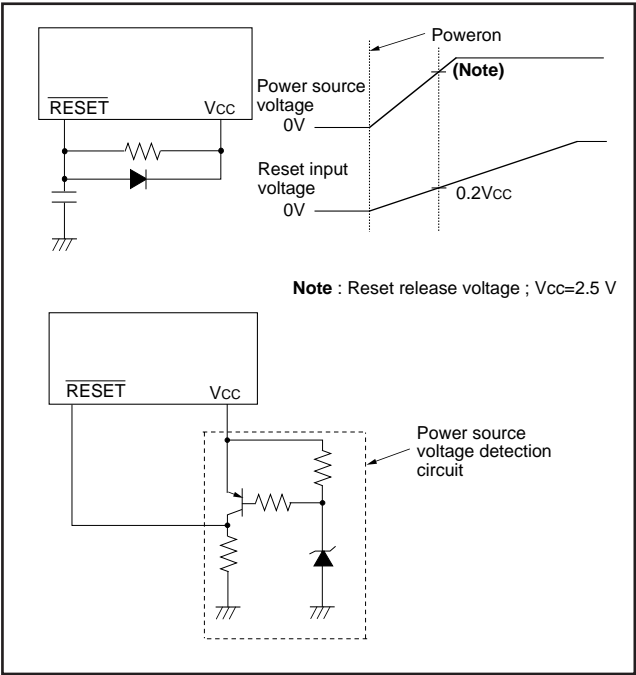 RESET
VCC
Poweron
(Note)
Power source
voltage
0V
Reset input
voltage
0V
0.2VCC
Note : Reset release voltage ; Vcc=2.5 V
RESET
VCC
Power source
voltage detection
circuit